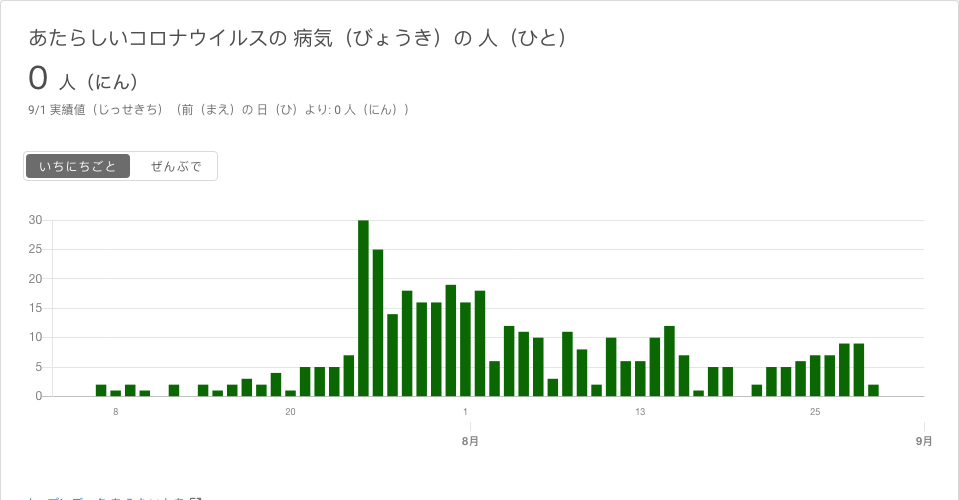 あたらしいコロナウイルスの 病気（びょうき）の 人（ひと）
0 人（にん）
9/1 実績値（じっせきち）（前（まえ）の 日（ひ）より: 0 人（にん））
いちにちごと ぜんぶで
30
25
20
15
10
5
0
8 20 1 13 25
8月 9月